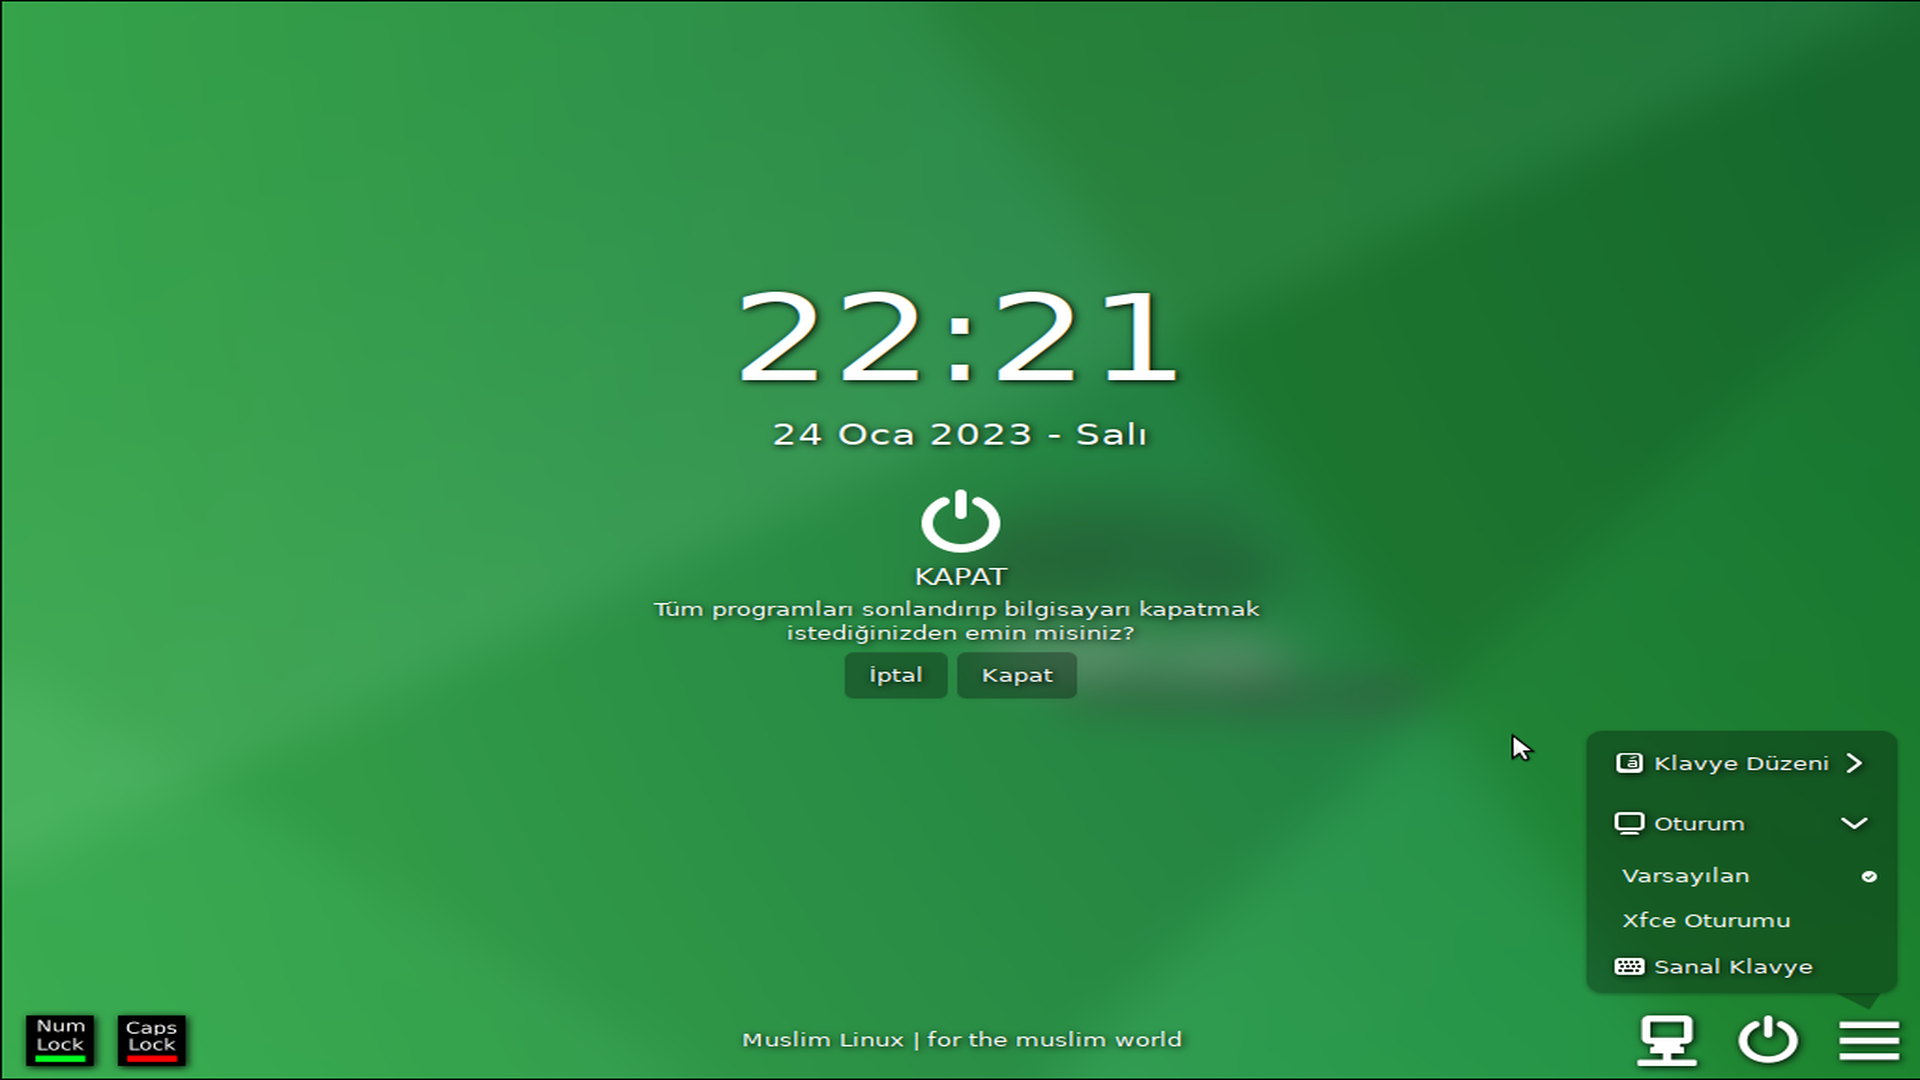 22:21
24 Oca 2023 - Salı
KAPAT
Tüm programları sonlandırıp bilgisayarı kapatmak
istediğinizden emin misiniz?
İptal Kapat
Klavye Düzeni
Oturum
Varsayılan
Xfce Oturumu
Sanal Klavye
Num
Lock
Caps
Lock
Muslim Linux | for the muslim world